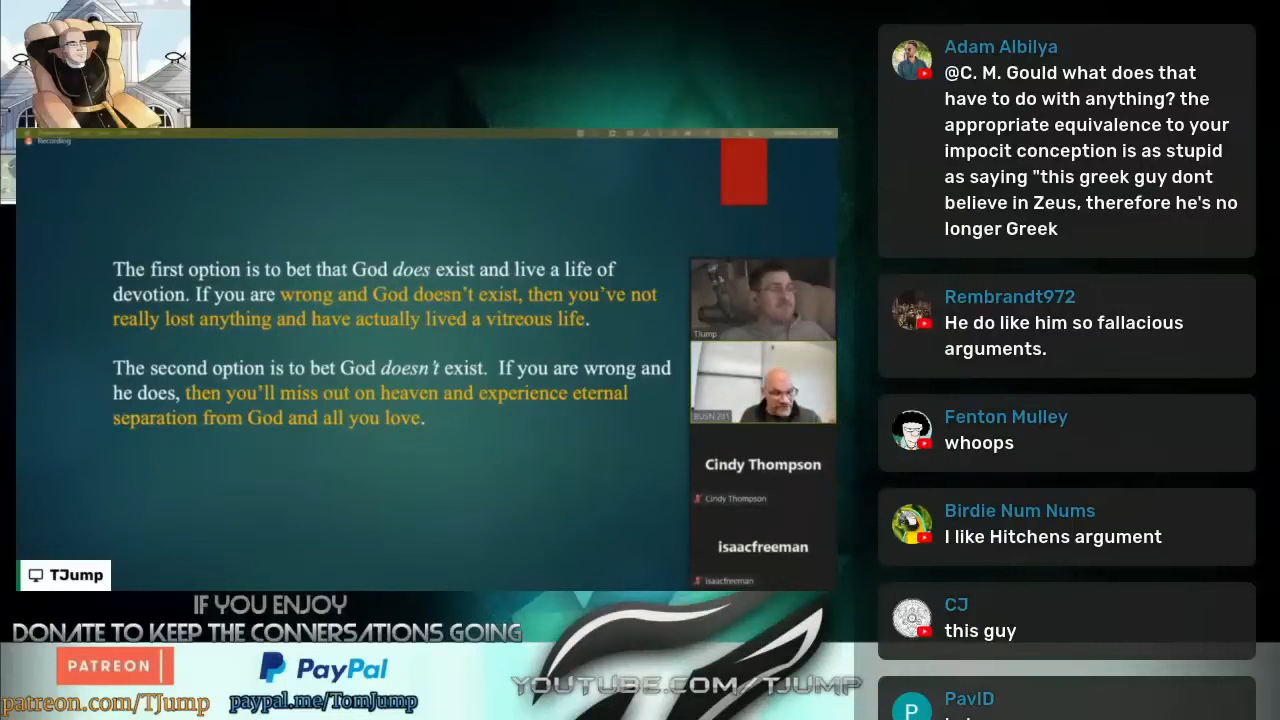 Recording
The first option is to bet that God does exist and live a life of
devotion. If you are wrong and God doesn't exist, then you've not
really lost anything and have actually lived a vitreous life.
The second option is to bet God doesn't exist. If you are wrong and
he does, then you'll miss out on heaven and experience eternal
separation from God and all you love.
TJump
BUSN 201
Cindy Thompson
Cindy Thompson
isaacfreeman
isaacfreeman
TJump
IF YOU ENJOY
DONATE TO KEEP THE CONVERSATIONS GOING
PATREON
PayPal
patreon.com/TJump
paypal.me/TomJump
YOUTUBE.COM/TJUMP
Adam Albilya
@C. M. Gould what does that
have to do with anything? the
appropriate equivalence to your
impocit conception is as stupid
as saying "this greek guy dont
believe in Zeus, therefore he's no
longer Greek
Rembrandt972
He do like him so fallacious
arguments.
Fenton Mulley
whoops
Birdie Num Nums
I like Hitchens argument
CJ
this guy
P
PavID